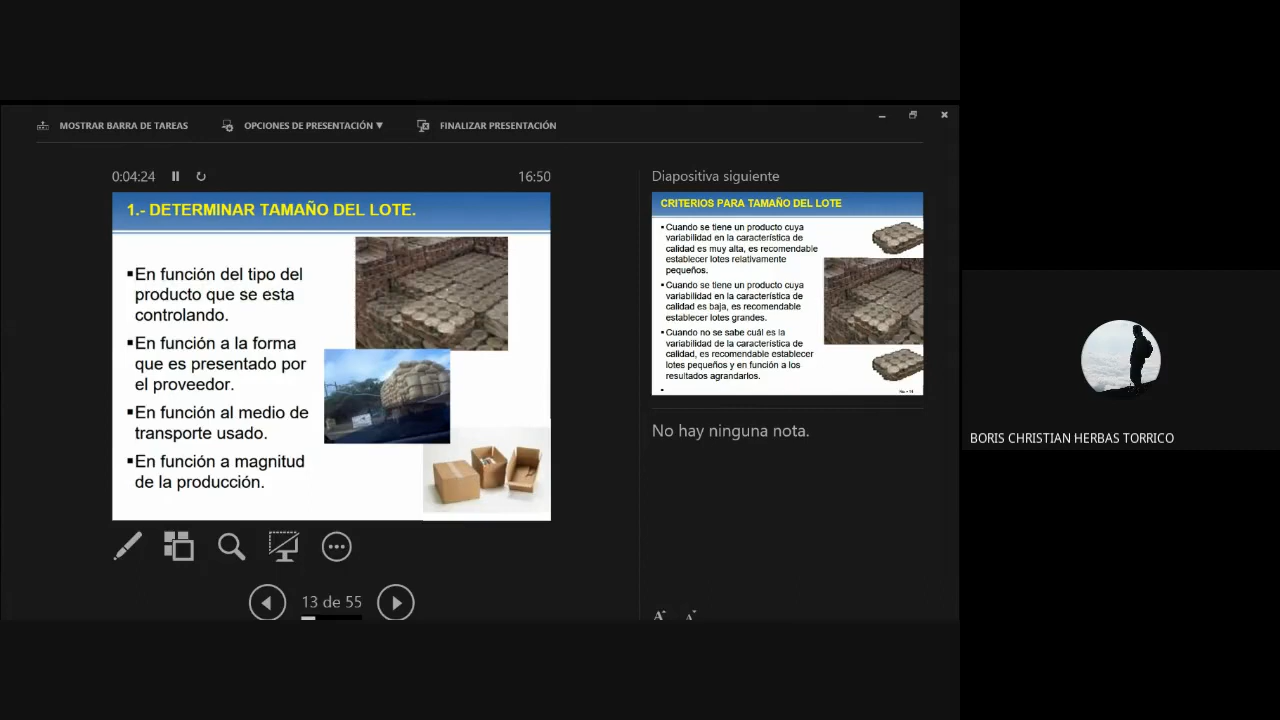 MOSTRAR BARRA DE TAREAS
OPCIONES DE PRESENTACIÓN ▼
FINALIZAR PRESENTACIÓN
0:04:24
16:50
1.- DETERMINAR TAMAÑO DEL LOTE.
▪En función del tipo del
producto que se esta
controlando.
▪En función a la forma
que es presentado por
el proveedor.
▪En función al medio de
transporte usado.
▪En función a magnitud
de la producción.
13 de 55
Diapositiva siguiente
CRITERIOS PARA TAMAÑO DEL LOTE
▪Cuando se tiene un producto cuya
variabilidad en la característica de
calidad es muy alta, es recomendable
establecer lotes relativamente
pequeños.
▪Cuando se tiene un producto cuya
variabilidad en la característica de
calidad es baja, es recomendable
establecer lotes grandes.
▪Cuando no se sabe cuál es la
variabilidad de la característica de
calidad, es recomendable establecer
lotes pequeños y en función a los
resultados agrandarlos.
No hay ninguna nota.
A A
BORIS CHRISTIAN HERBAS TORRICO